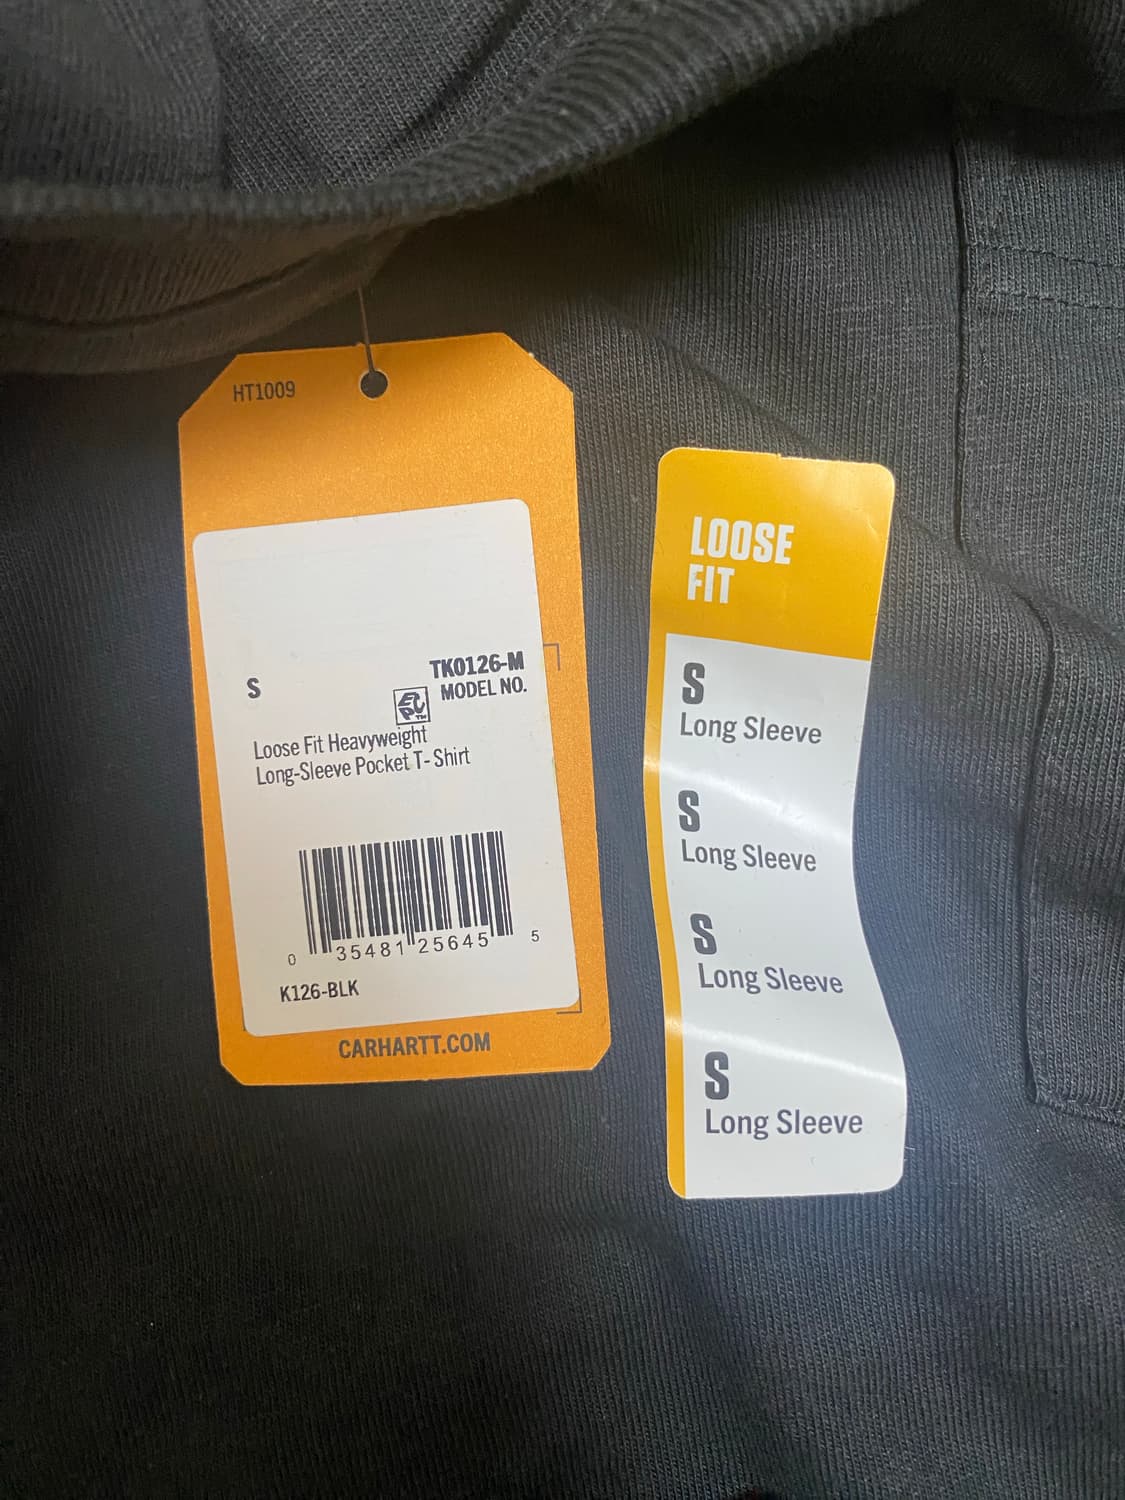 HT1009
S
TK0126-M
MODEL NO.
EPC™
Loose Fit Heavyweight
Long-Sleeve Pocket T-Shirt
0 35481 25645 5
K126-BLK
CARHARTT.COM
LOOSE
FIT
S
Long Sleeve
S
Long Sleeve
S
Long Sleeve
S
Long Sleeve